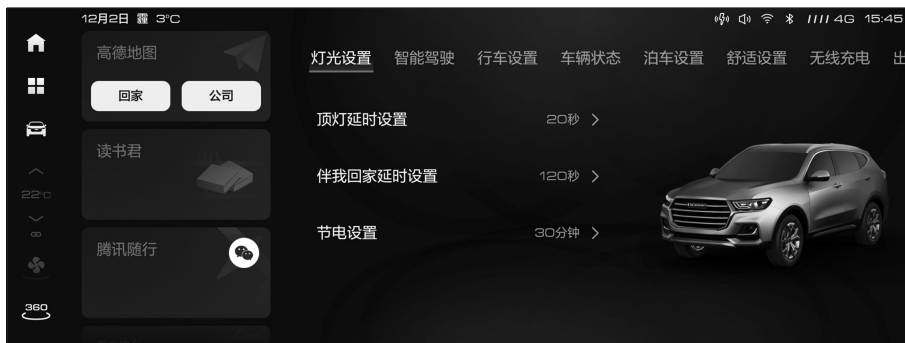 12月2日 霾 3°C
4G 15:45
高德地图
回家 公司
读书君
腾讯随行
22°C
360
灯光设置 智能驾驶 行车设置 车辆状态 泊车设置 舒适设置 无线充电 出
顶灯延时设置 20秒
伴我回家延时设置 120秒
节电设置 30分钟